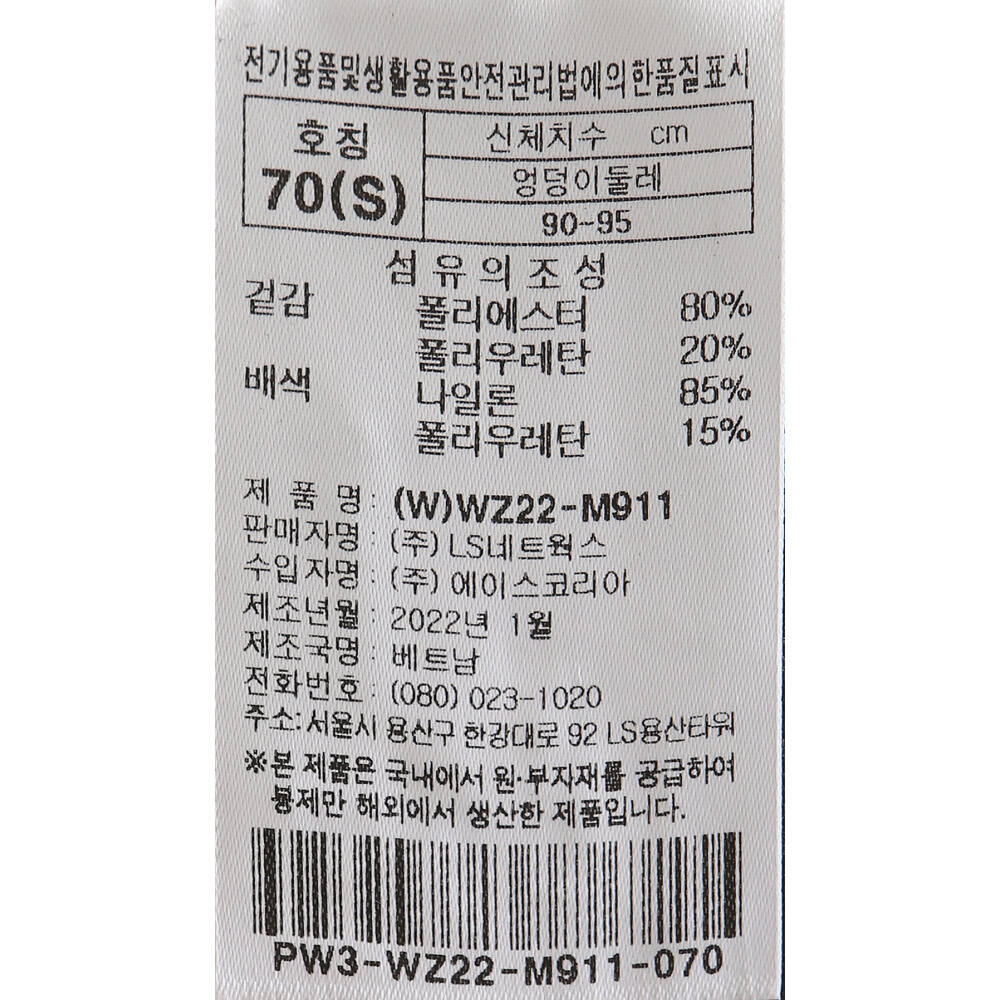 전기용품및생활용품안전관리법에의한품질표시
호칭
70(S)
신체치수 cm
엉덩이둘레
90-95
섬유의조성
겉감 폴리에스터 80%
폴리우레탄 20%
배색 나일론 85%
폴리우레탄 15%
제 품 명 : (W)WZ22-M911
판매자명 : (주)LS네트웍스
수입자명 : (주)에이스코리아
제조년월 : 2022년 1월
제조국명 : 베트남
전화번호 : (080) 023-1020
주소:서울시 용산구 한강대로 92 LS용산타워
※본 제품은 국내에서 원·부자재를 공급하여
봉제만 해외에서 생산한 제품입니다.
PW3-WZ22-M911-070